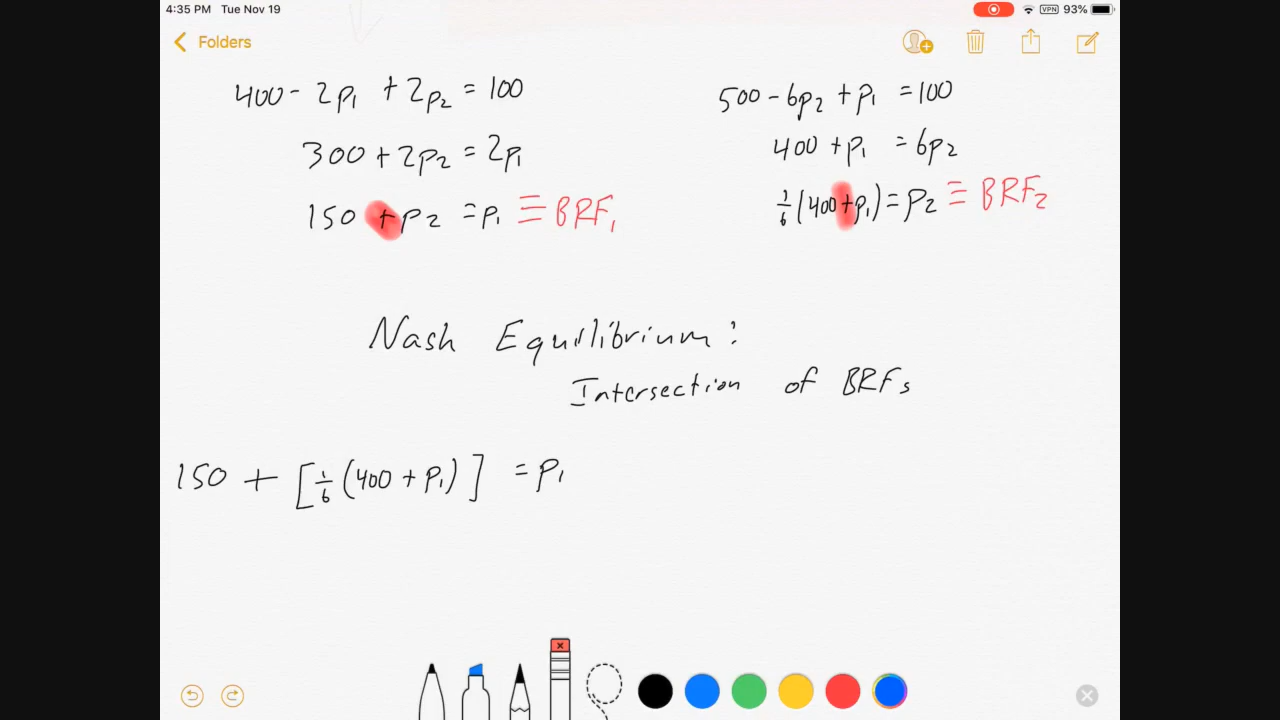 4:35 PM Tue Nov 19
VPN 93%
Folders
400 - 2p₁ + 2p₂ = 100
300 + 2p₂ = 2p₁
150 + p₂ = p₁ ≡ BRF₁
500 - 6p₂ + p₁ = 100
400 + p₁ = 6p₂
1/6 (400 + p₁) = p₂ ≡ BRF₂
Nash Equilibrium:
Intersection of BRFs
150 + [1/6 (400 + p₁)] = p₁